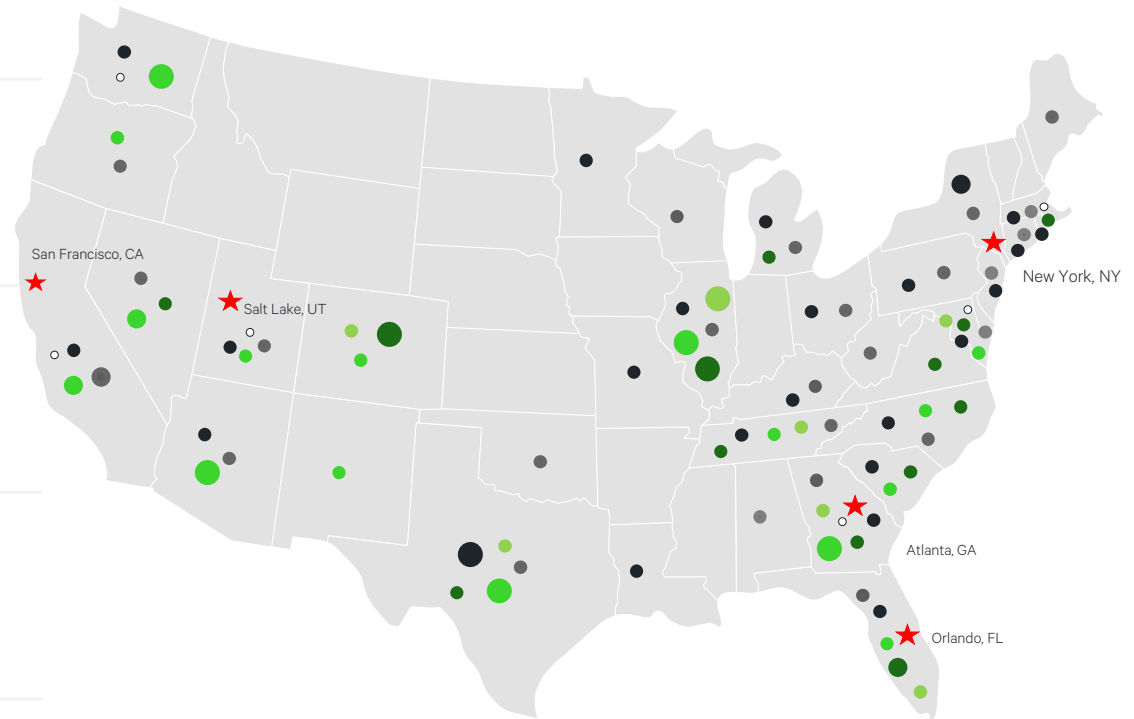 San Francisco, CA
New York, NY
Salt Lake, UT
Atlanta, GA
Orlando, FL